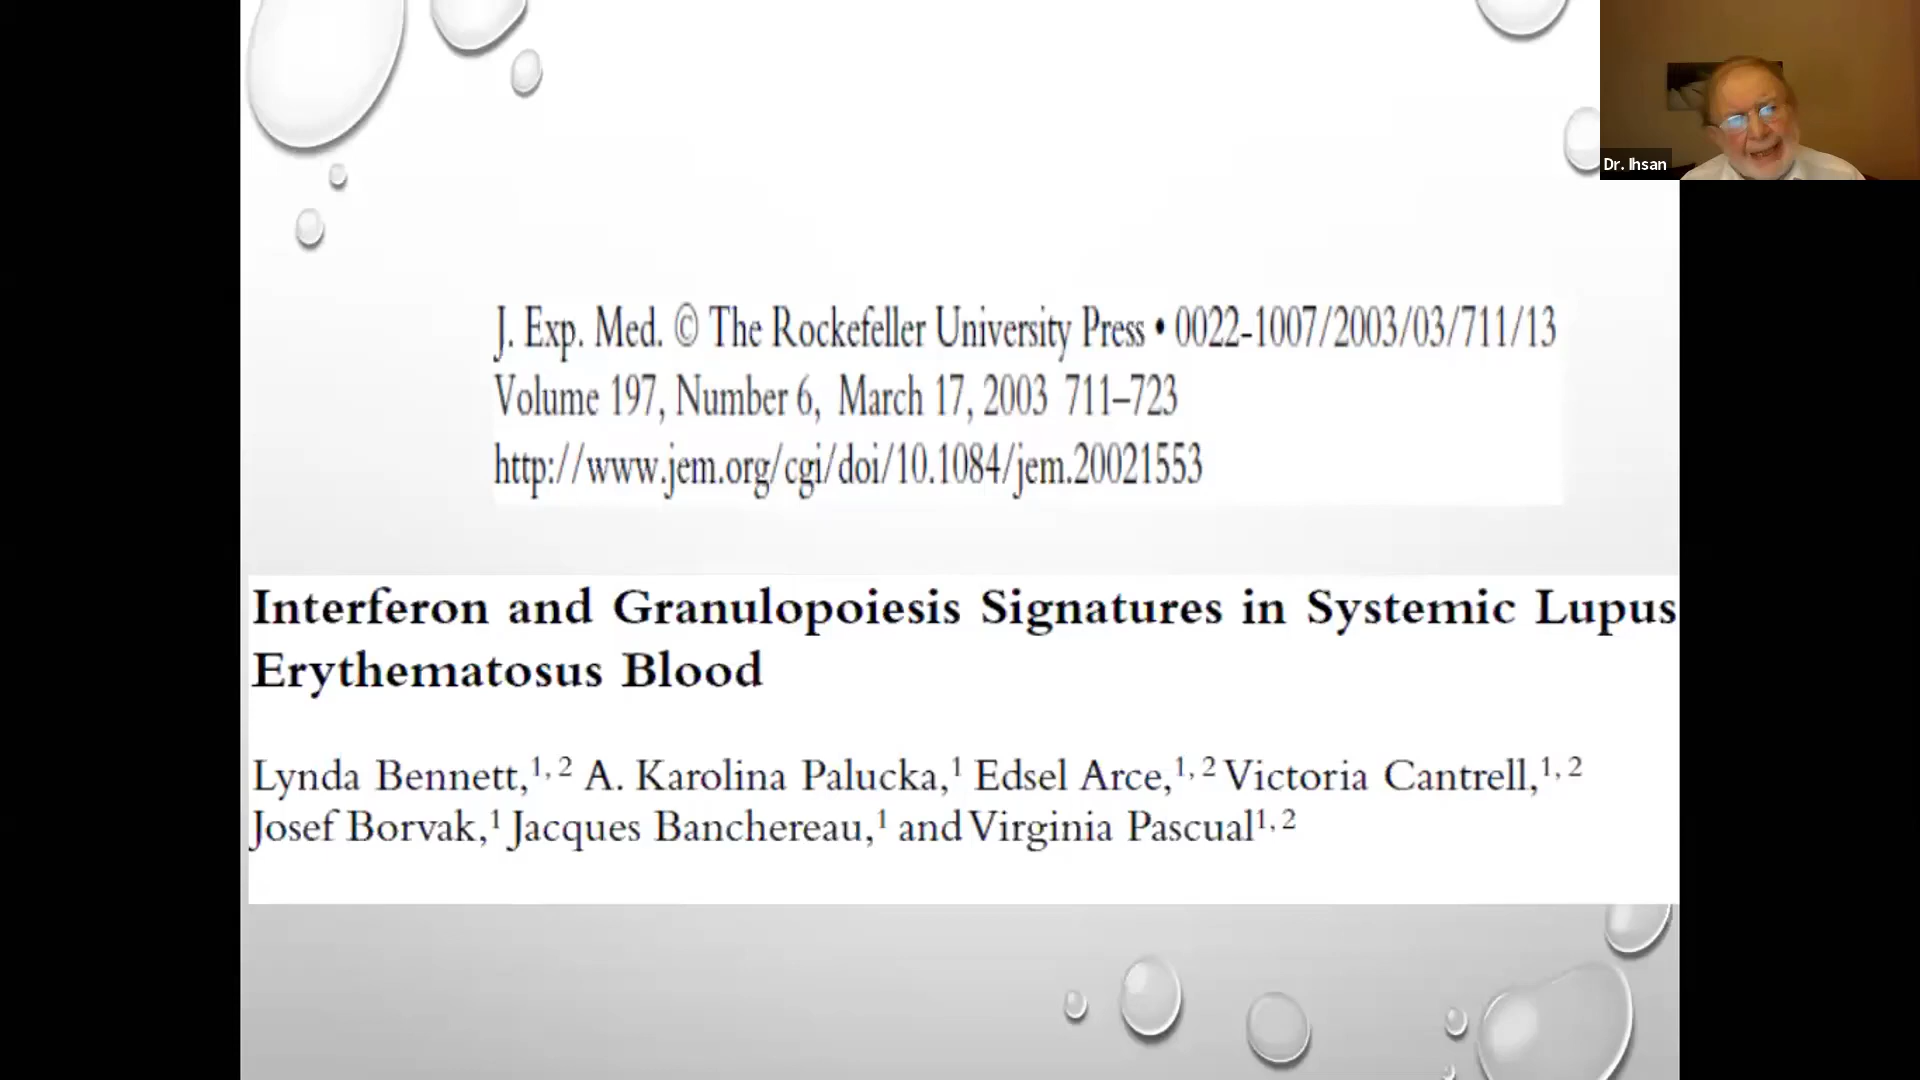 J. Exp. Med. © The Rockefeller University Press • 0022-1007/2003/03/711/13
Volume 197, Number 6, March 17, 2003 711–723
http://www.jem.org/cgi/doi/10.1084/jem.20021553
Interferon and Granulopoiesis Signatures in Systemic Lupus
Erythematosus Blood
Lynda Bennett,1, 2 A. Karolina Palucka,1 Edsel Arce,1, 2 Victoria Cantrell,1, 2
Josef Borvak,1 Jacques Banchereau,1 and Virginia Pascual1, 2
Dr. Ihsan